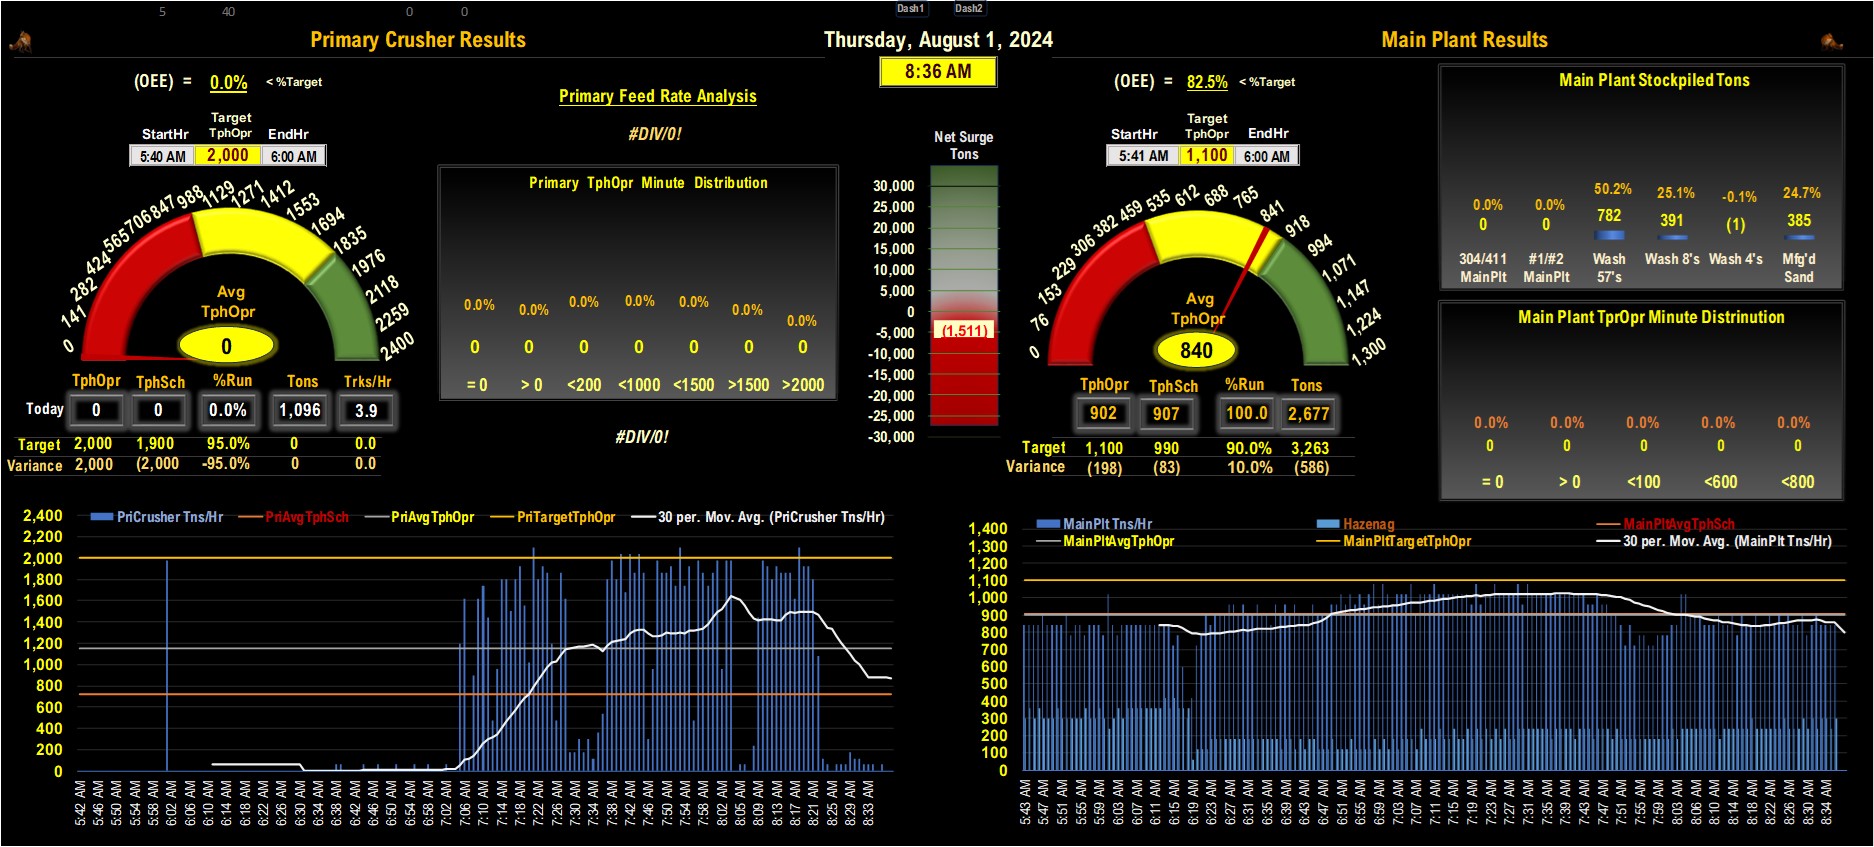 5 40 0 0 Dash1 Dash2
Primary Crusher Results
Thursday, August 1, 2024
Main Plant Results
8:36 AM
(OEE) = 0.0% < %Target
Primary Feed Rate Analysis
#DIV/0!
Target
StartHr TphOpr EndHr
5:40 AM 2,000 6:00 AM
0 141 282 424 565 706 847 988 1129 1271 1412 1553 1694 1835 1976 2118 2259 2400
Avg
TphOpr
0
TphOpr TphSch %Run Tons Trks/Hr
Today 0 0 0.0% 1,096 3.9
Target 2,000 1,900 95.0% 0 0.0
Variance 2,000 (2,000 -95.0% 0 0.0
Primary TphOpr Minute Distribution
0.0% 0.0% 0.0% 0.0% 0.0% 0.0% 0.0%
0 0 0 0 0 0 0
= 0 > 0 <200 <1000 <1500 >1500 >2000
#DIV/0!
Net Surge
Tons
30,000
25,000
20,000
15,000
10,000
5,000
0
-5,000
(1,511)
-10,000
-15,000
-20,000
-25,000
-30,000
(OEE) = 82.5% < %Target
Target
StartHr TphOpr EndHr
5:41 AM 1,100 6:00 AM
0 76 153 229 306 382 459 535 612 688 765 841 918 994 1,071 1,147 1,224 1,300
Avg
TphOpr
840
TphOpr TphSch %Run Tons
902 907 100.0 2,677
Target 1,100 990 90.0% 3,263
Variance (198) (83) 10.0% (586)
Main Plant Stockpiled Tons
0.0% 0.0% 50.2% 25.1% -0.1% 24.7%
0 0 782 391 (1) 385
304/411 #1/#2 Wash Wash 8's Wash 4's Mfg'd
MainPlt MainPlt 57's Sand
Main Plant TprOpr Minute Distrinution
0.0% 0.0% 0.0% 0.0% 0.0%
0 0 0 0 0
= 0 > 0 <100 <600 <800
PriCrusher Tns/Hr PriAvgTphSch PriAvgTphOpr PriTargetTphOpr 30 per. Mov. Avg. (PriCrusher Tns/Hr)
2,400
2,200
2,000
1,800
1,600
1,400
1,200
1,000
800
600
400
200
0
5:42 AM 5:46 AM 5:50 AM 5:54 AM 5:58 AM 6:02 AM 6:06 AM 6:10 AM 6:14 AM 6:18 AM 6:22 AM 6:26 AM 6:30 AM 6:34 AM 6:38 AM 6:42 AM 6:46 AM 6:50 AM 6:54 AM 6:58 AM 7:02 AM 7:06 AM 7:10 AM 7:14 AM 7:18 AM 7:22 AM 7:26 AM 7:30 AM 7:34 AM 7:38 AM 7:42 AM 7:46 AM 7:50 AM 7:54 AM 7:58 AM 8:02 AM 8:05 AM 8:09 AM 8:13 AM 8:17 AM 8:21 AM 8:25 AM 8:29 AM 8:33 AM
MainPlt Tns/Hr Hazenag MainPltAvgTphSch
MainPltAvgTphOpr MainPltTargetTphOpr 30 per. Mov. Avg. (MainPlt Tns/Hr)
1,400
1,300
1,200
1,100
1,000
900
800
700
600
500
400
300
200
100
0
5:43 AM 5:47 AM 5:51 AM 5:55 AM 5:59 AM 6:03 AM 6:07 AM 6:11 AM 6:15 AM 6:19 AM 6:23 AM 6:27 AM 6:31 AM 6:35 AM 6:39 AM 6:43 AM 6:47 AM 6:51 AM 6:55 AM 6:59 AM 7:03 AM 7:07 AM 7:11 AM 7:15 AM 7:19 AM 7:23 AM 7:27 AM 7:31 AM 7:35 AM 7:39 AM 7:43 AM 7:47 AM 7:51 AM 7:55 AM 7:59 AM 8:03 AM 8:06 AM 8:10 AM 8:14 AM 8:18 AM 8:22 AM 8:26 AM 8:30 AM 8:34 AM